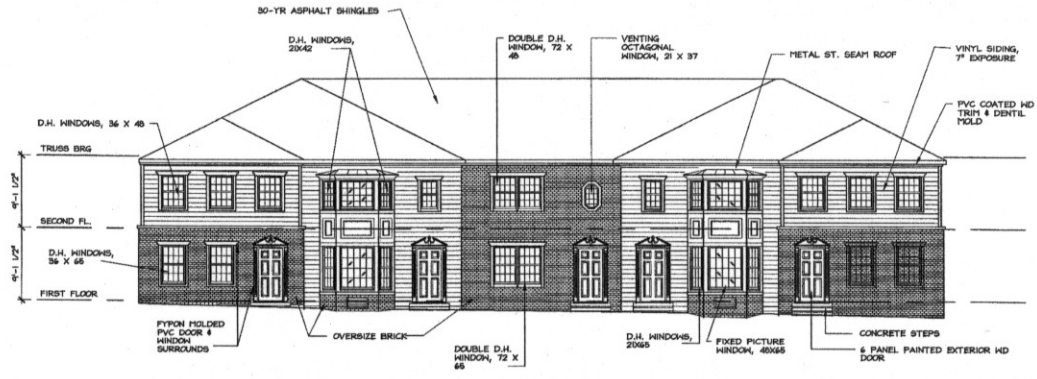 30-YR ASPHALT SHINGLES
D.H. WINDOWS,
20X42
DOUBLE D.H.
WINDOW, 72 X
48
VENTING
OCTAGONAL
WINDOW, 21 X 37
METAL ST. SEAM ROOF
VINYL SIDING,
7" EXPOSURE
PVC COATED WD
TRIM & DENTIL
MOLD
D.H. WINDOWS, 36 X 48
TRUSS BRG
9'-1 1/2"
SECOND FL.
9'-1 1/2"
D.H. WINDOWS,
36 X 65
FIRST FLOOR
FYPON MOLDED
PVC DOOR &
WINDOW
SURROUNDS
OVERSIZE BRICK
DOUBLE D.H.
WINDOW, 72 X
65
D.H. WINDOWS,
20X65
FIXED PICTURE
WINDOW, 48X65
CONCRETE STEPS
6 PANEL PAINTED EXTERIOR WD
DOOR